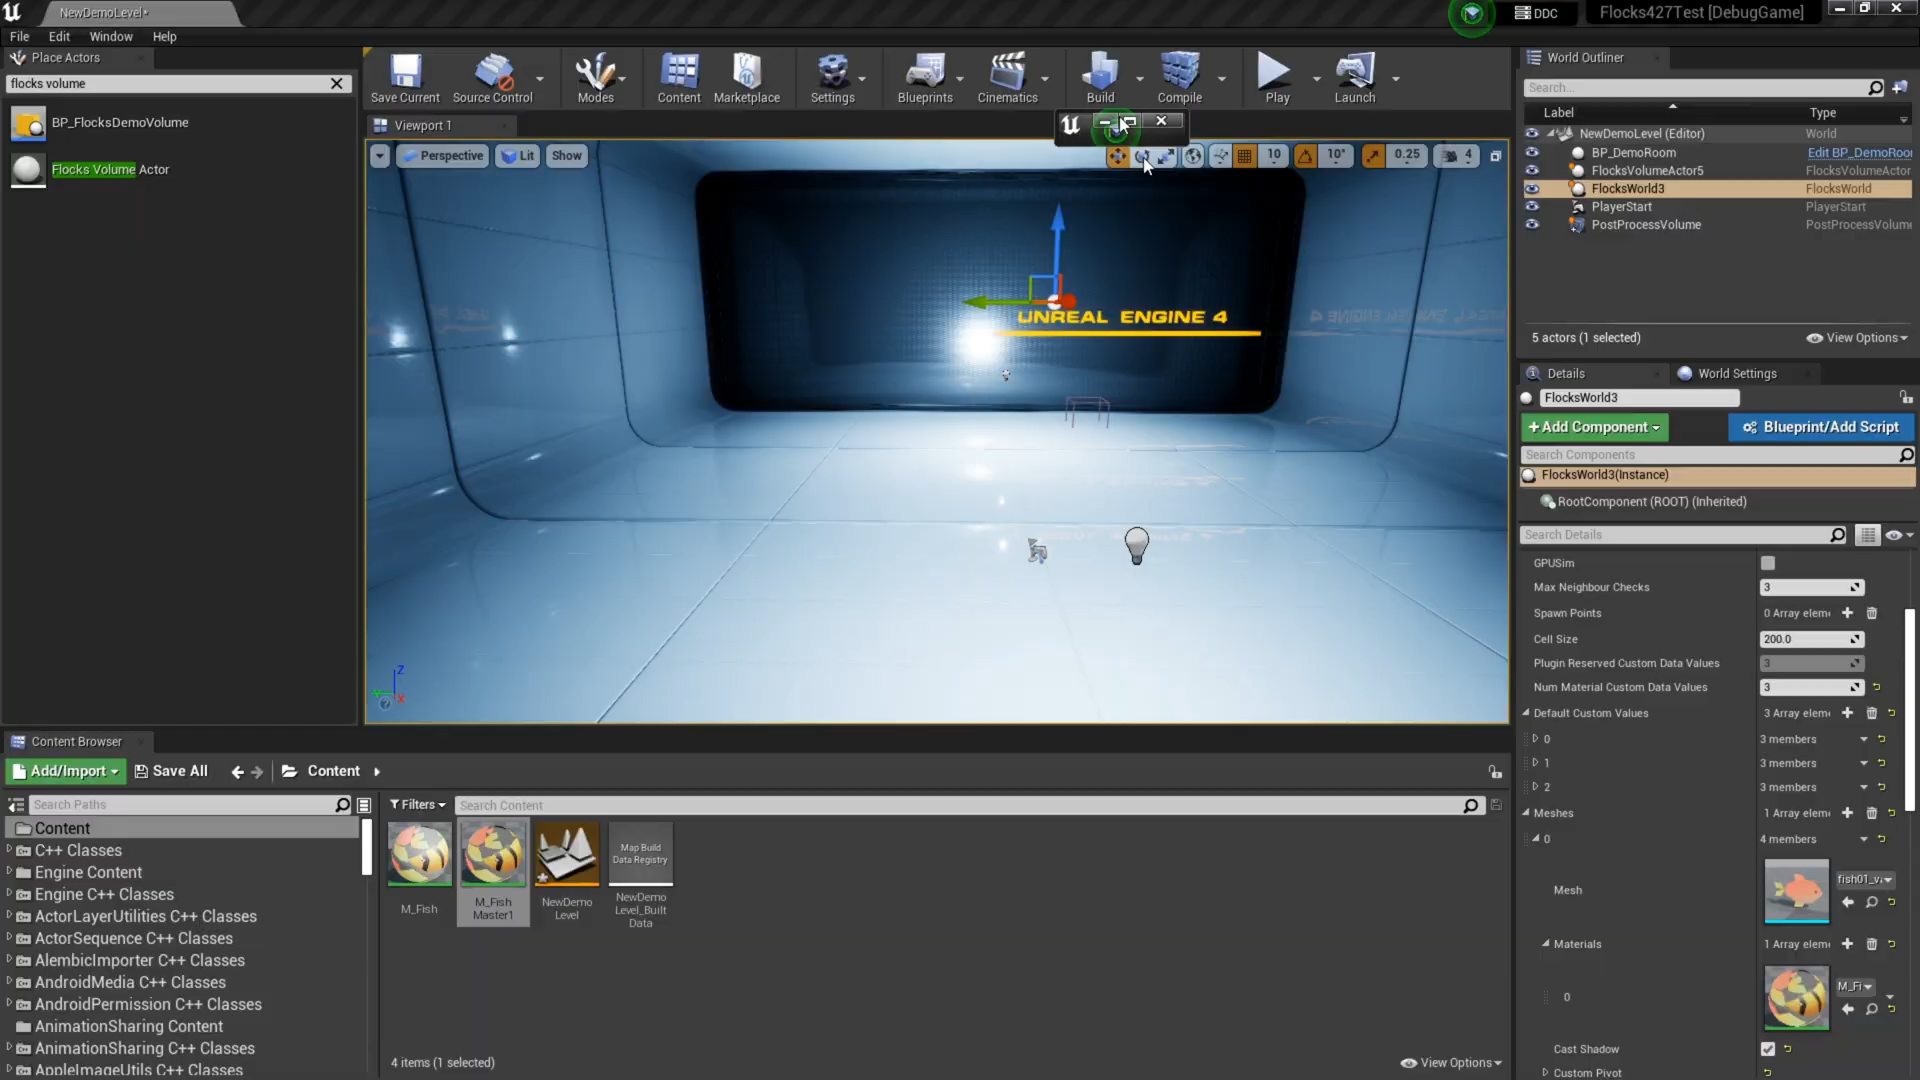 NewDemoLevel•
DDC
Flocks427Test [DebugGame]
File Edit Window Help
Place Actors
flocks volume
BP_FlocksDemoVolume
Flocks Volume Actor
Save Current
Source Control
Modes
Content
Marketplace
Settings
Blueprints
Cinematics
Build
Compile
Play
Launch
Viewport 1
Perspective Lit Show
10 10° 0.25 4
UNREAL ENGINE 4
World Outliner
Search...
Label Type
NewDemoLevel (Editor) World
BP_DemoRoom Edit BP_DemoRoo
FlocksVolumeActor5 FlocksVolumeActor
FlocksWorld3 FlocksWorld
PlayerStart PlayerStart
PostProcessVolume PostProcessVolume
5 actors (1 selected) View Options
Details World Settings
FlocksWorld3
+Add Component Blueprint/Add Script
Search Components
FlocksWorld3(Instance)
RootComponent (ROOT) (Inherited)
Search Details
GPUSim
Max Neighbour Checks 3
Spawn Points 0 Array elem
Cell Size 200.0
Plugin Reserved Custom Data Values 3
Num Material Custom Data Values 3
Default Custom Values 3 Array elem
0 3 members
1 3 members
2 3 members
Meshes 1 Array elem
0 4 members
Mesh fish01_v
Materials 1 Array elem
0 M_Fi
Cast Shadow
Custom Pivot
Content Browser
Add/Import Save All Content
Search Paths
Content
C++ Classes
Engine Content
Engine C++ Classes
ActorLayerUtilities C++ Classes
ActorSequence C++ Classes
AlembicImporter C++ Classes
AndroidMedia C++ Classes
AndroidPermission C++ Classes
AnimationSharing Content
AnimationSharing C++ Classes
AppleImageUtils C++ Classes
Filters Search Content
M_Fish
M_Fish
Master1
NewDemo
Level
Map Build
Data Registry
NewDemo
Level_Built
Data
4 items (1 selected) View Options
Z